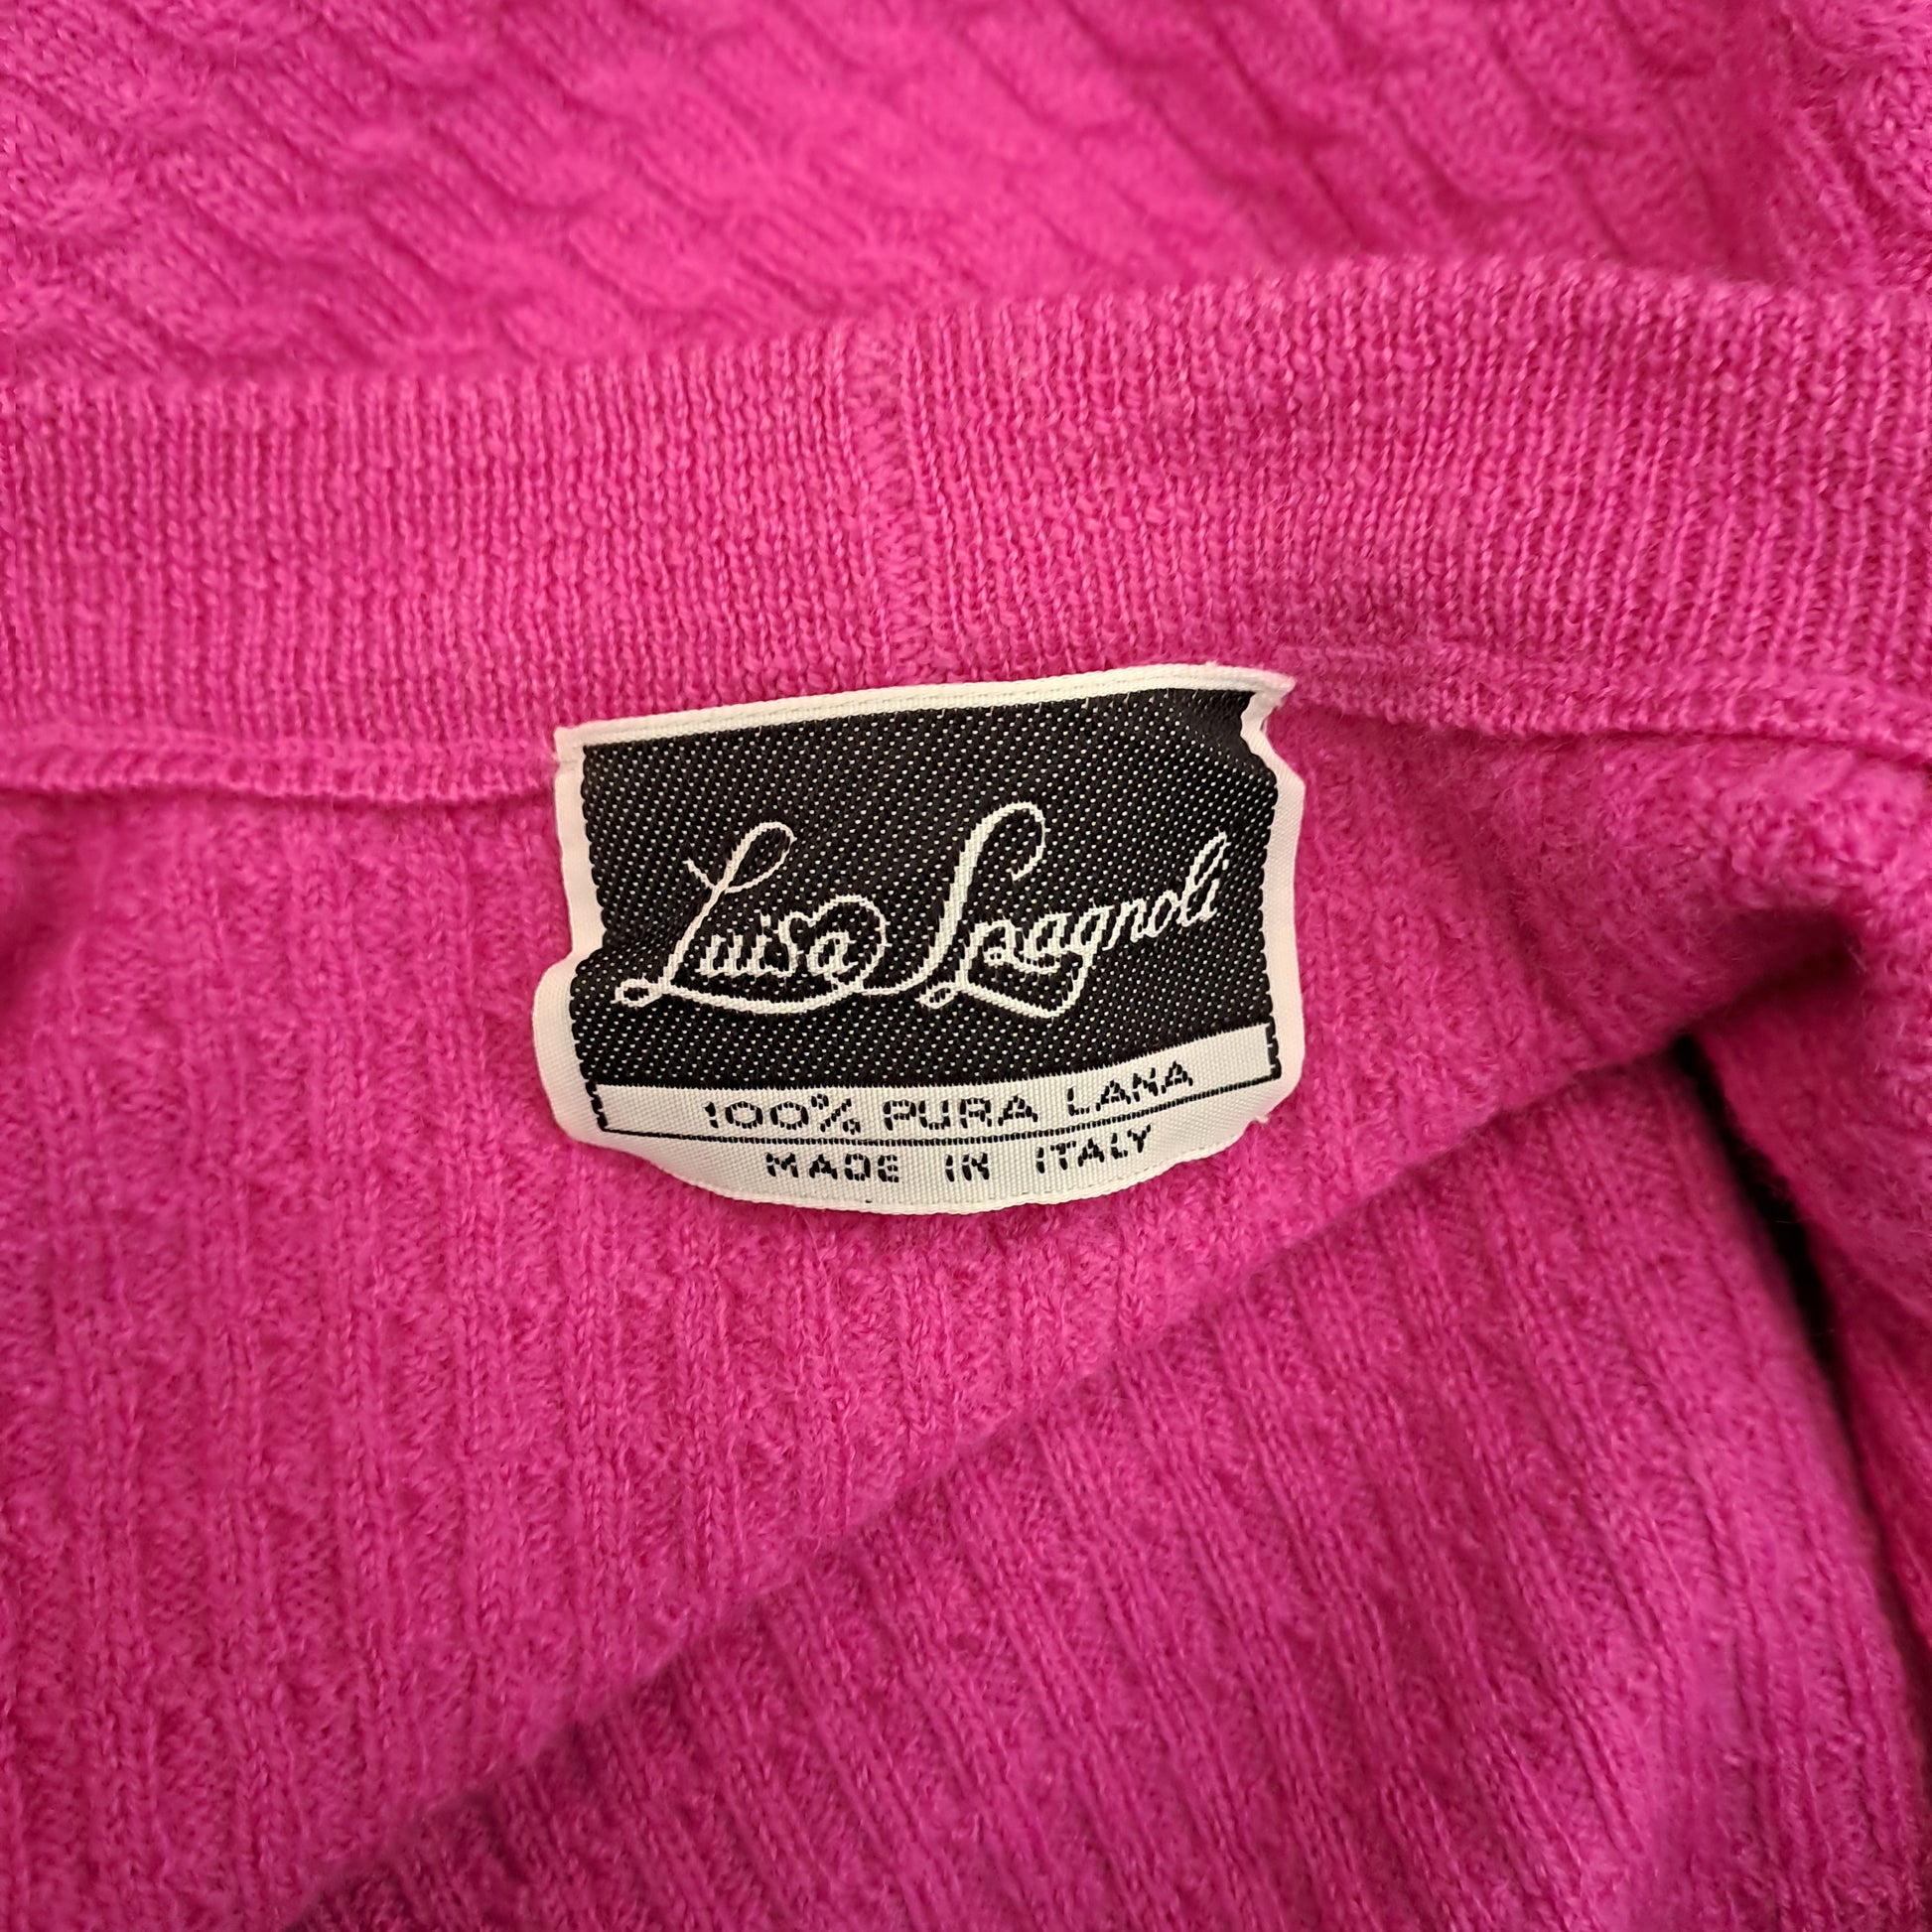 Luisa Spagnoli
100% PURA LANA
MADE IN ITALY